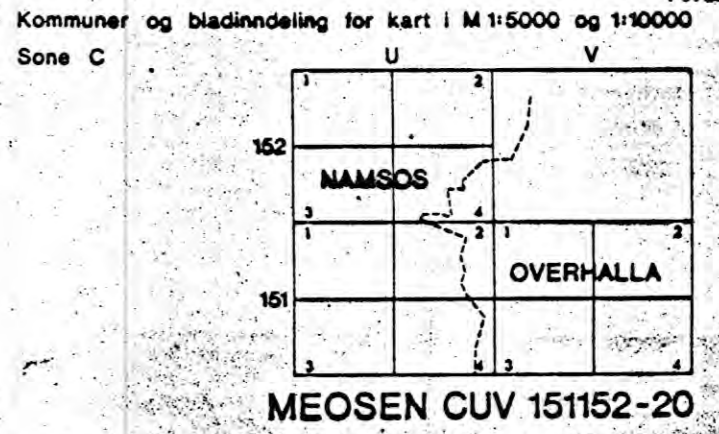 Kommuner og bladinndeling for kart i M 1:5000 og 1:10000
Sone C
U V
1 2
152
NAMSOS
3 4
1 2 1 2
OVERHALLA
151
3 4 3 4
MEOSEN CUV 151152-20